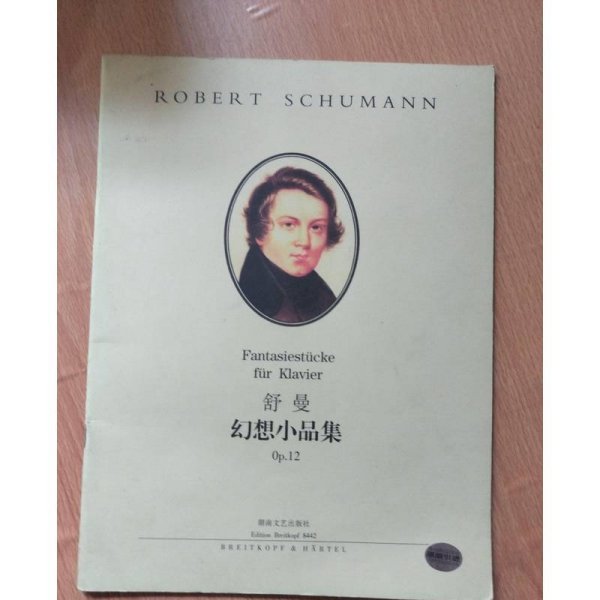 ROBERT SCHUMANN
Fantasiestücke
für Klavier
舒 曼
幻想小品集
Op.12
湖南文艺出版社
Edition Breitkopf 8442
BREITKOPF & HÄRTEL